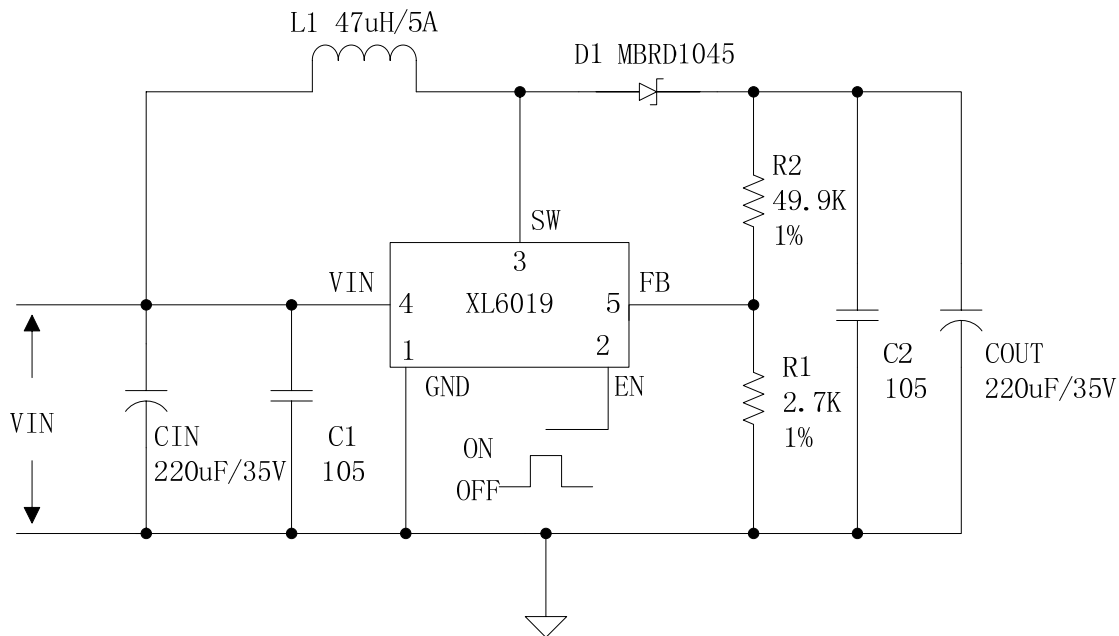 L1 47uH/5A
D1 MBRD1045
R2
49.9K
1%
SW
3
VIN
FB
4
XL6019
5
1
2
GND
EN
VIN
CIN
220uF/35V
C1
105
ON
OFF
R1
2.7K
1%
C2
105
COUT
220uF/35V